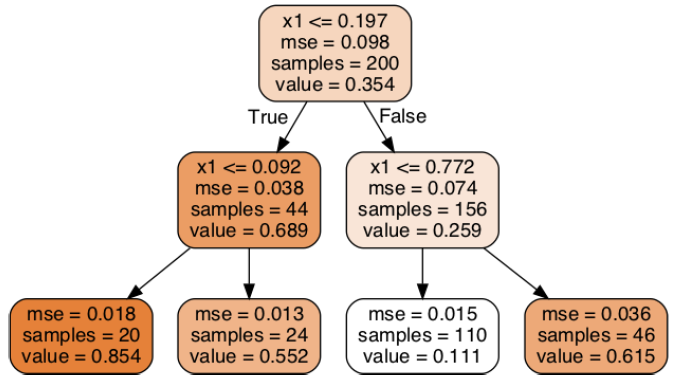 x1 <= 0.197
mse = 0.098
samples = 200
value = 0.354
True
False
x1 <= 0.092
mse = 0.038
samples = 44
value = 0.689
x1 <= 0.772
mse = 0.074
samples = 156
value = 0.259
mse = 0.018
samples = 20
value = 0.854
mse = 0.013
samples = 24
value = 0.552
mse = 0.015
samples = 110
value = 0.111
mse = 0.036
samples = 46
value = 0.615